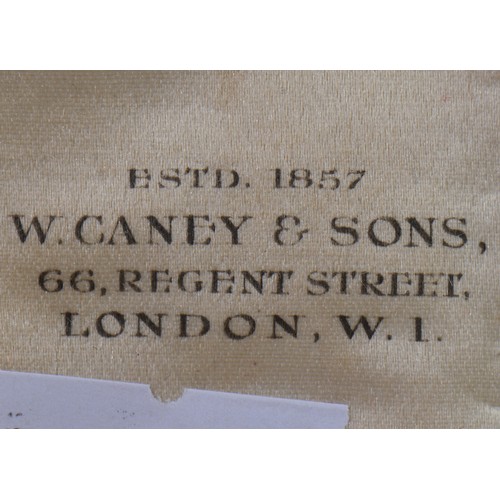 ESTD. 1857
W. CANEY & SONS,
66, REGENT STREET,
LONDON, W. 1.